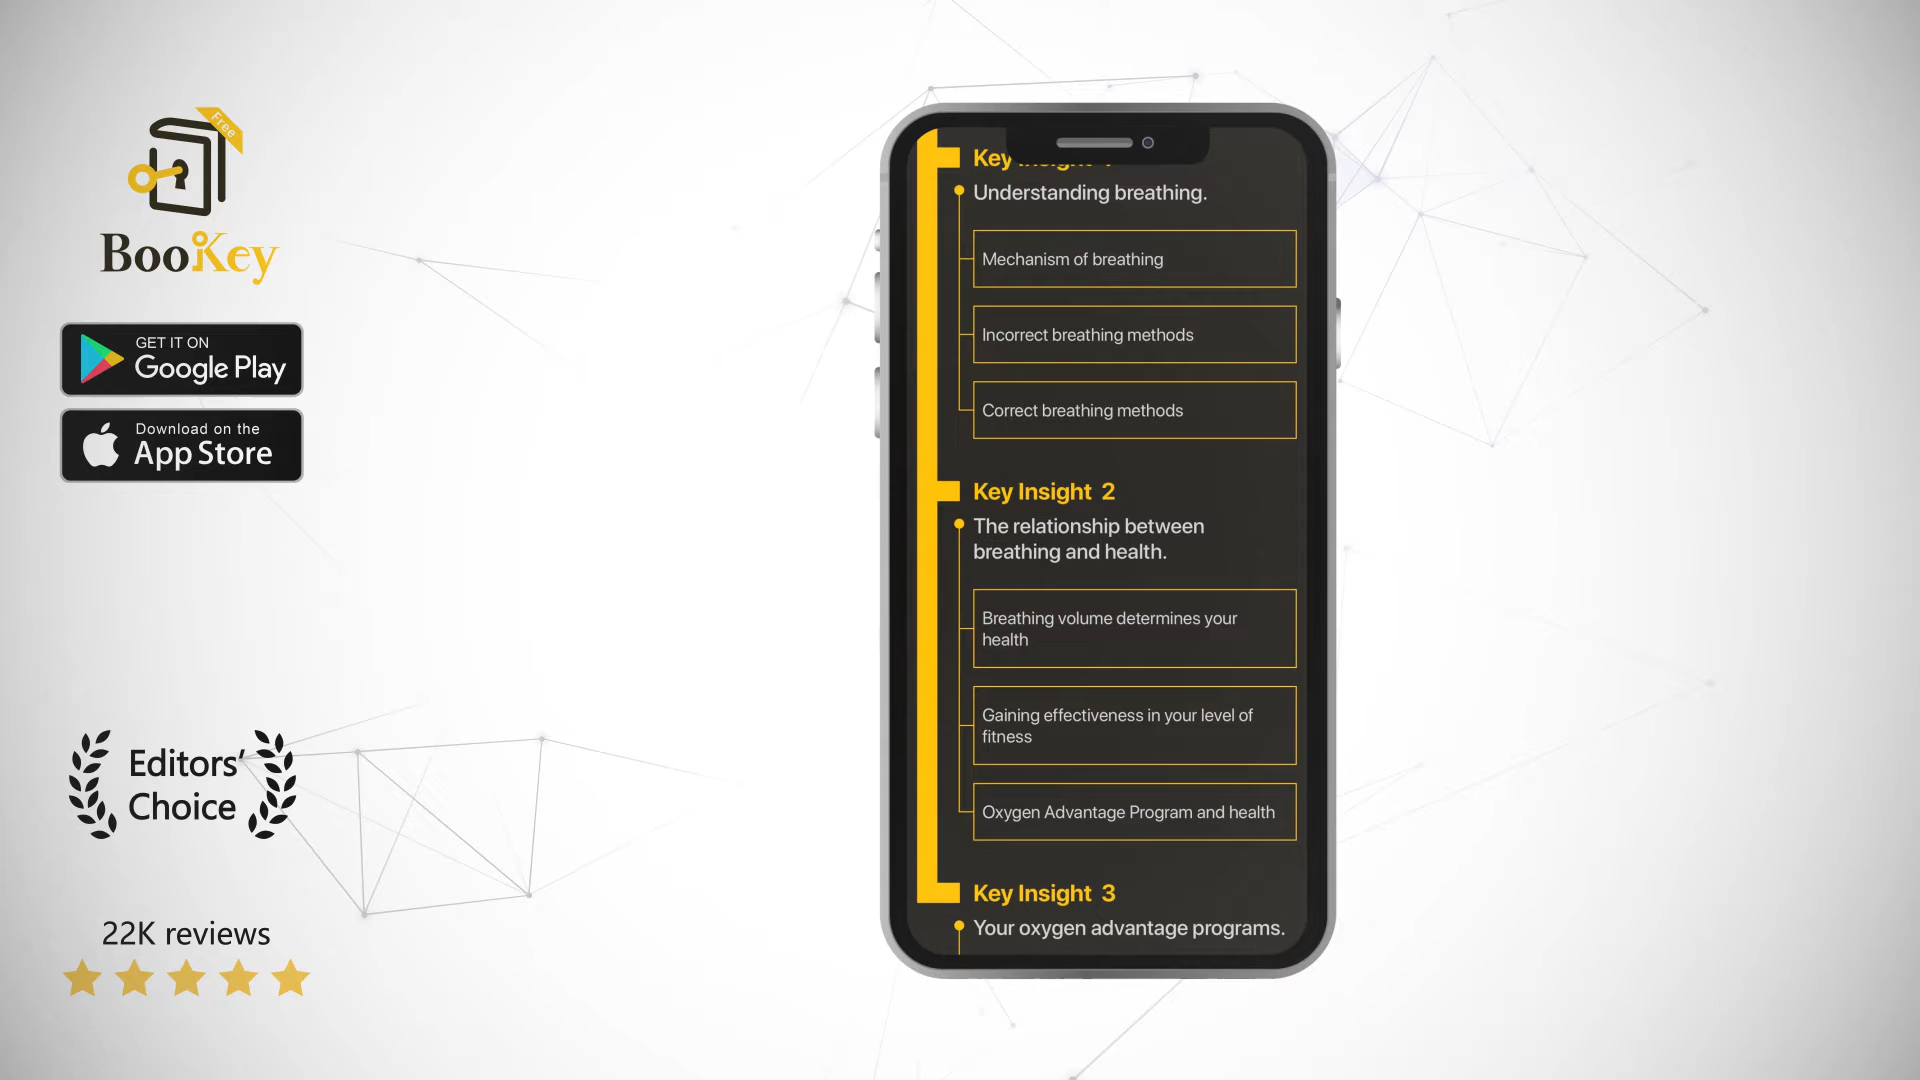 Free
BooKey
GET IT ON
Google Play
Download on the
App Store
Editors'
Choice
22K reviews
Key Insight
Understanding breathing.
Mechanism of breathing
Incorrect breathing methods
Correct breathing methods
Key Insight 2
The relationship between
breathing and health.
Breathing volume determines your
health
Gaining effectiveness in your level of
fitness
Oxygen Advantage Program and health
Key Insight 3
Your oxygen advantage programs.